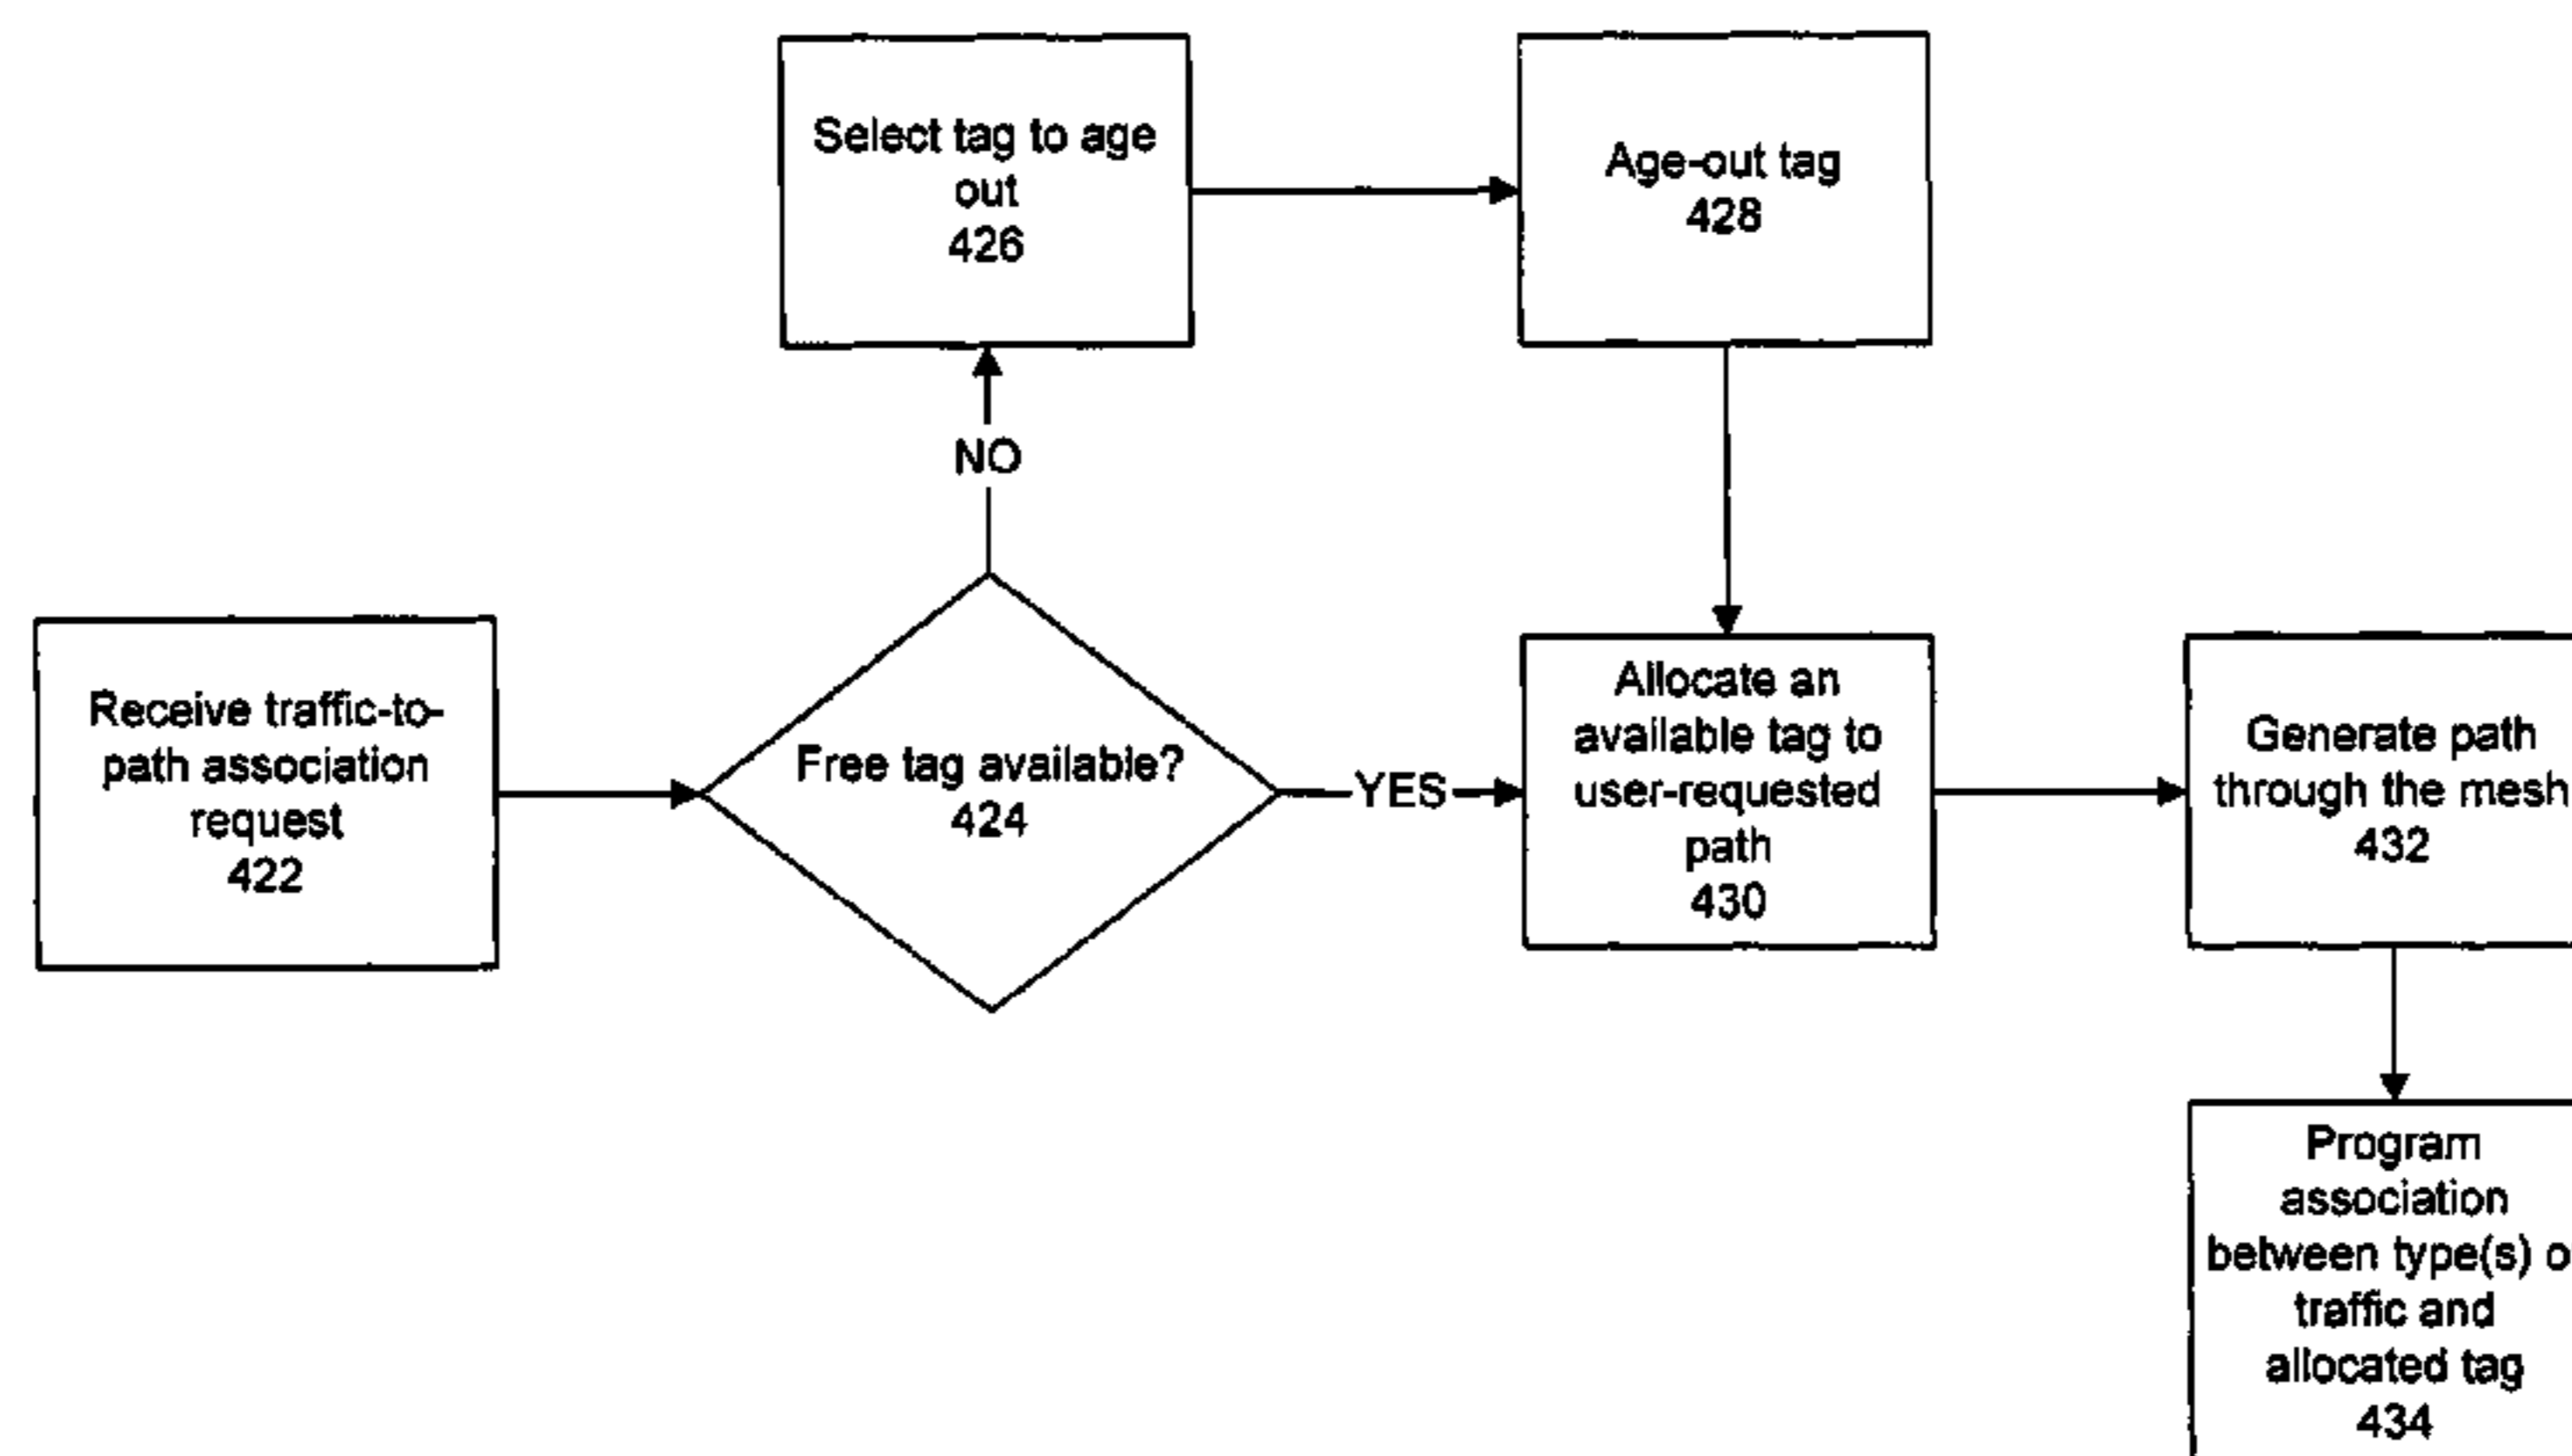 Select tag to age
out
426
Age-out tag
428
NO
Receive traffic-to-
path association
request
422
Free tag available?
424
YES
Allocate an
available tag to
user-requested
path
430
Generate path
through the mesh
432
Program
association
between type(s) o
traffic and
allocated tag
434